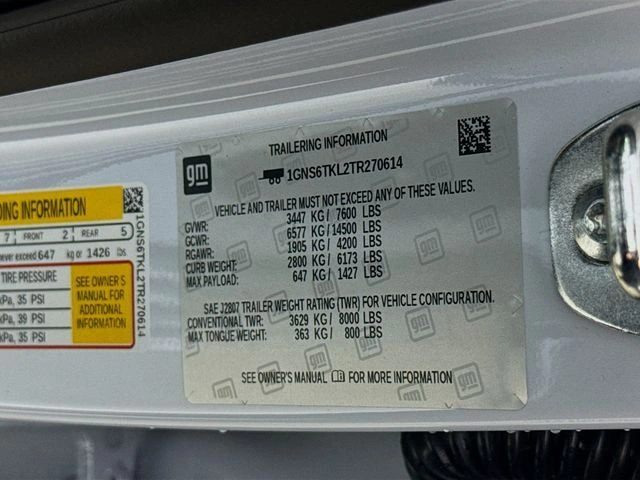 TRAILERING INFORMATION
gm
1GNS6TKL2TR270614
VEHICLE AND TRAILER MUST NOT EXCEED ANY OF THESE VALUES.
GVWR: 3447 KG / 7600 LBS
GCWR: 6577 KG / 14500 LBS
RGAWR: 1905 KG / 4200 LBS
CURB WEIGHT: 2800 KG / 6173 LBS
MAX PAYLOAD: 647 KG / 1427 LBS
SAE J2807 TRAILER WEIGHT RATING (TWR) FOR VEHICLE CONFIGURATION.
CONVENTIONAL TWR: 3629 KG / 8000 LBS
MAX TONGUE WEIGHT: 363 KG / 800 LBS
SEE OWNER'S MANUAL FOR MORE INFORMATION
INFORMATION
7 FRONT 2 REAR 5
exceed 647 kg or 1426 lbs
TIRE PRESSURE
kPa, 35 PSI
kPa, 39 PSI
kPa, 35 PSI
SEE OWNER'S
MANUAL FOR
ADDITIONAL
INFORMATION
1GNS6TKL2TR270614